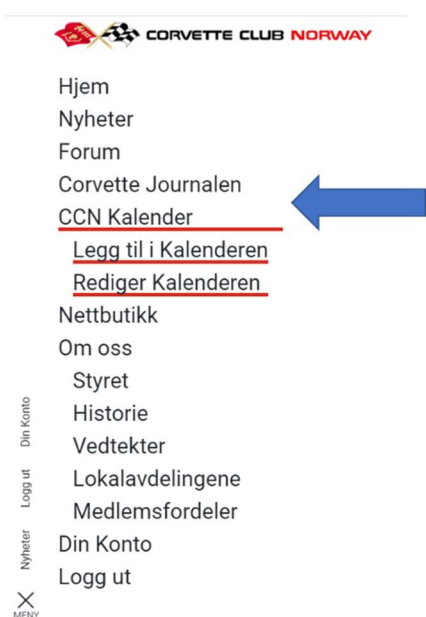 CORVETTE CLUB NORWAY
Hjem
Nyheter
Forum
Corvette Journalen
CCN Kalender
Legg til i Kalenderen
Rediger Kalenderen
Nettbutikk
Om oss
Styret
Historie
Vedtekter
Lokalavdelingene
Medlemsfordeler
Din Konto
Logg ut
Din Konto
Logg ut
Nyheter
MENY